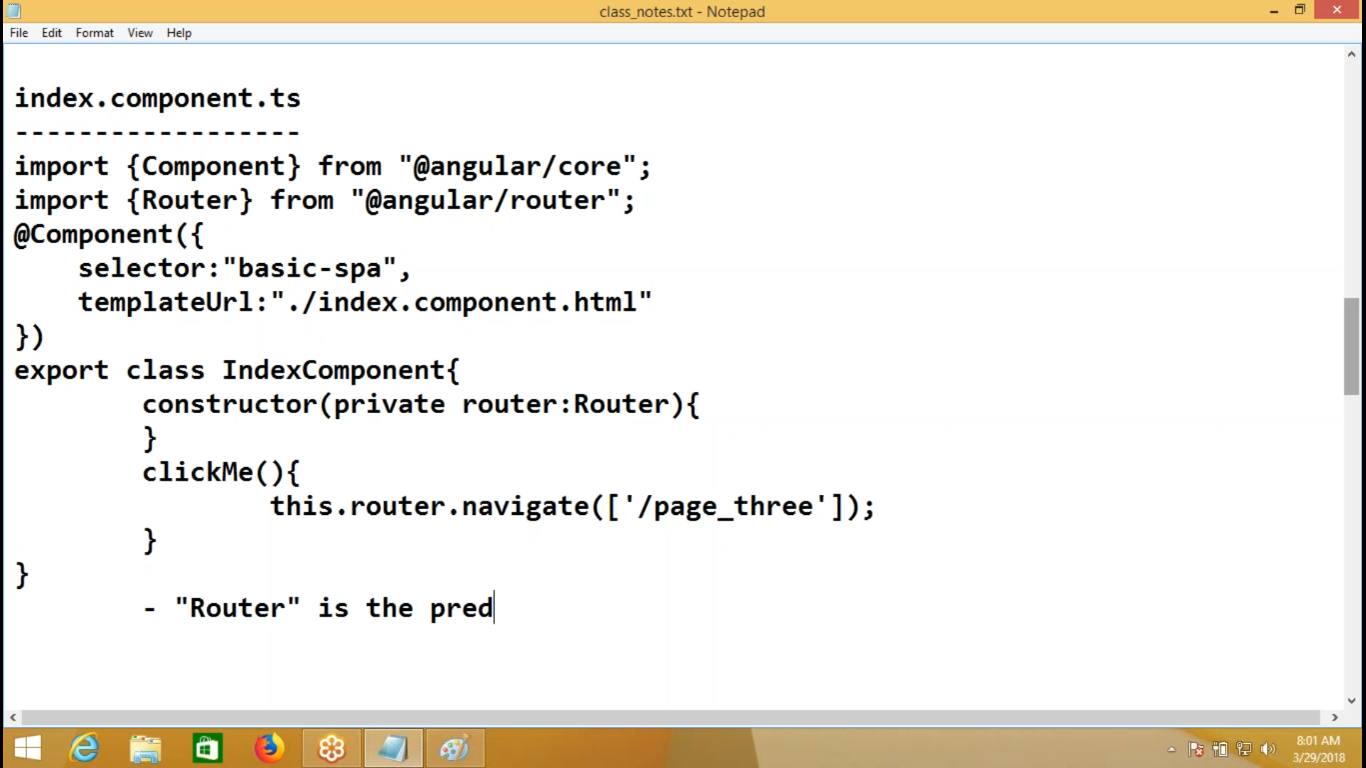 class_notes.txt - Notepad
File Edit Format View Help
index.component.ts
------------------
import {Component} from "@angular/core";
import {Router} from "@angular/router";
@Component({
selector:"basic-spa",
templateUrl:"./index.component.html"
})
export class IndexComponent{
constructor(private router:Router){
}
clickMe(){
this.router.navigate(['/page_three']);
}
}
- "Router" is the pred
8:01 AM
3/29/2018